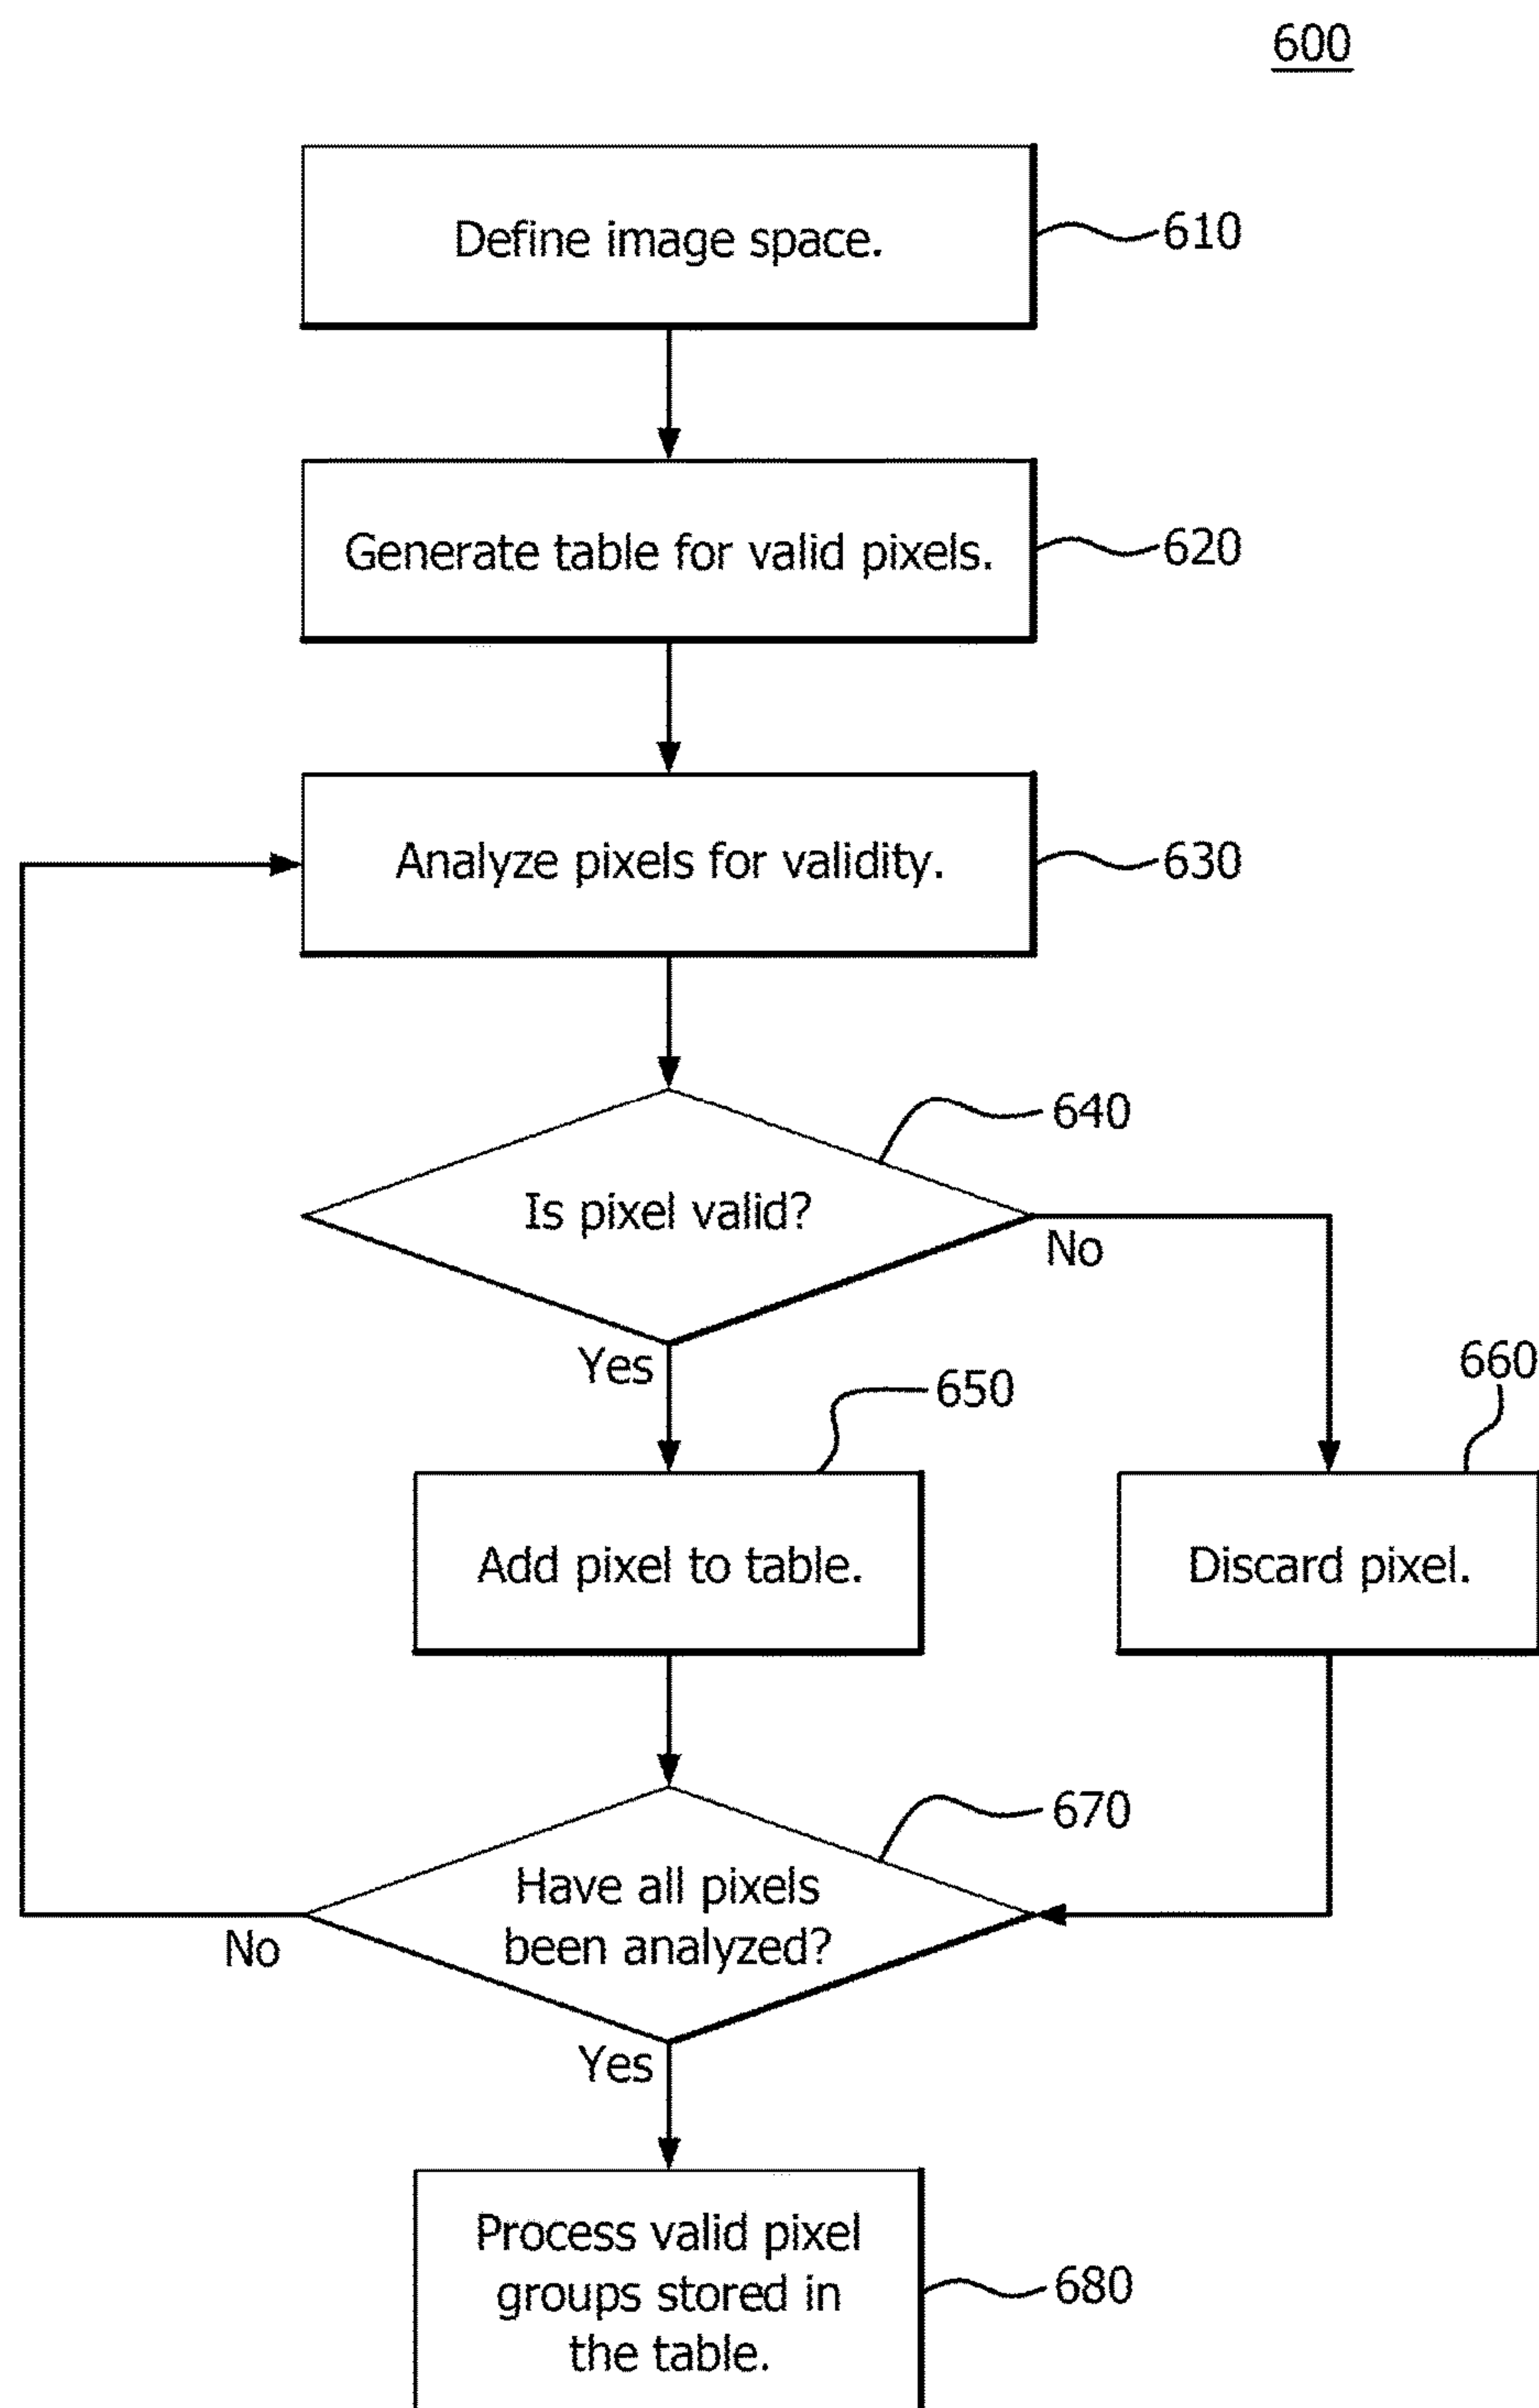 600
Define image space.
610
Generate table for valid pixels.
620
Analyze pixels for validity.
630
640
Is pixel valid?
No
Yes
650
660
Add pixel to table.
Discard pixel.
670
Have all pixels
been analyzed?
No
Yes
Process valid pixel
groups stored in
the table.
680